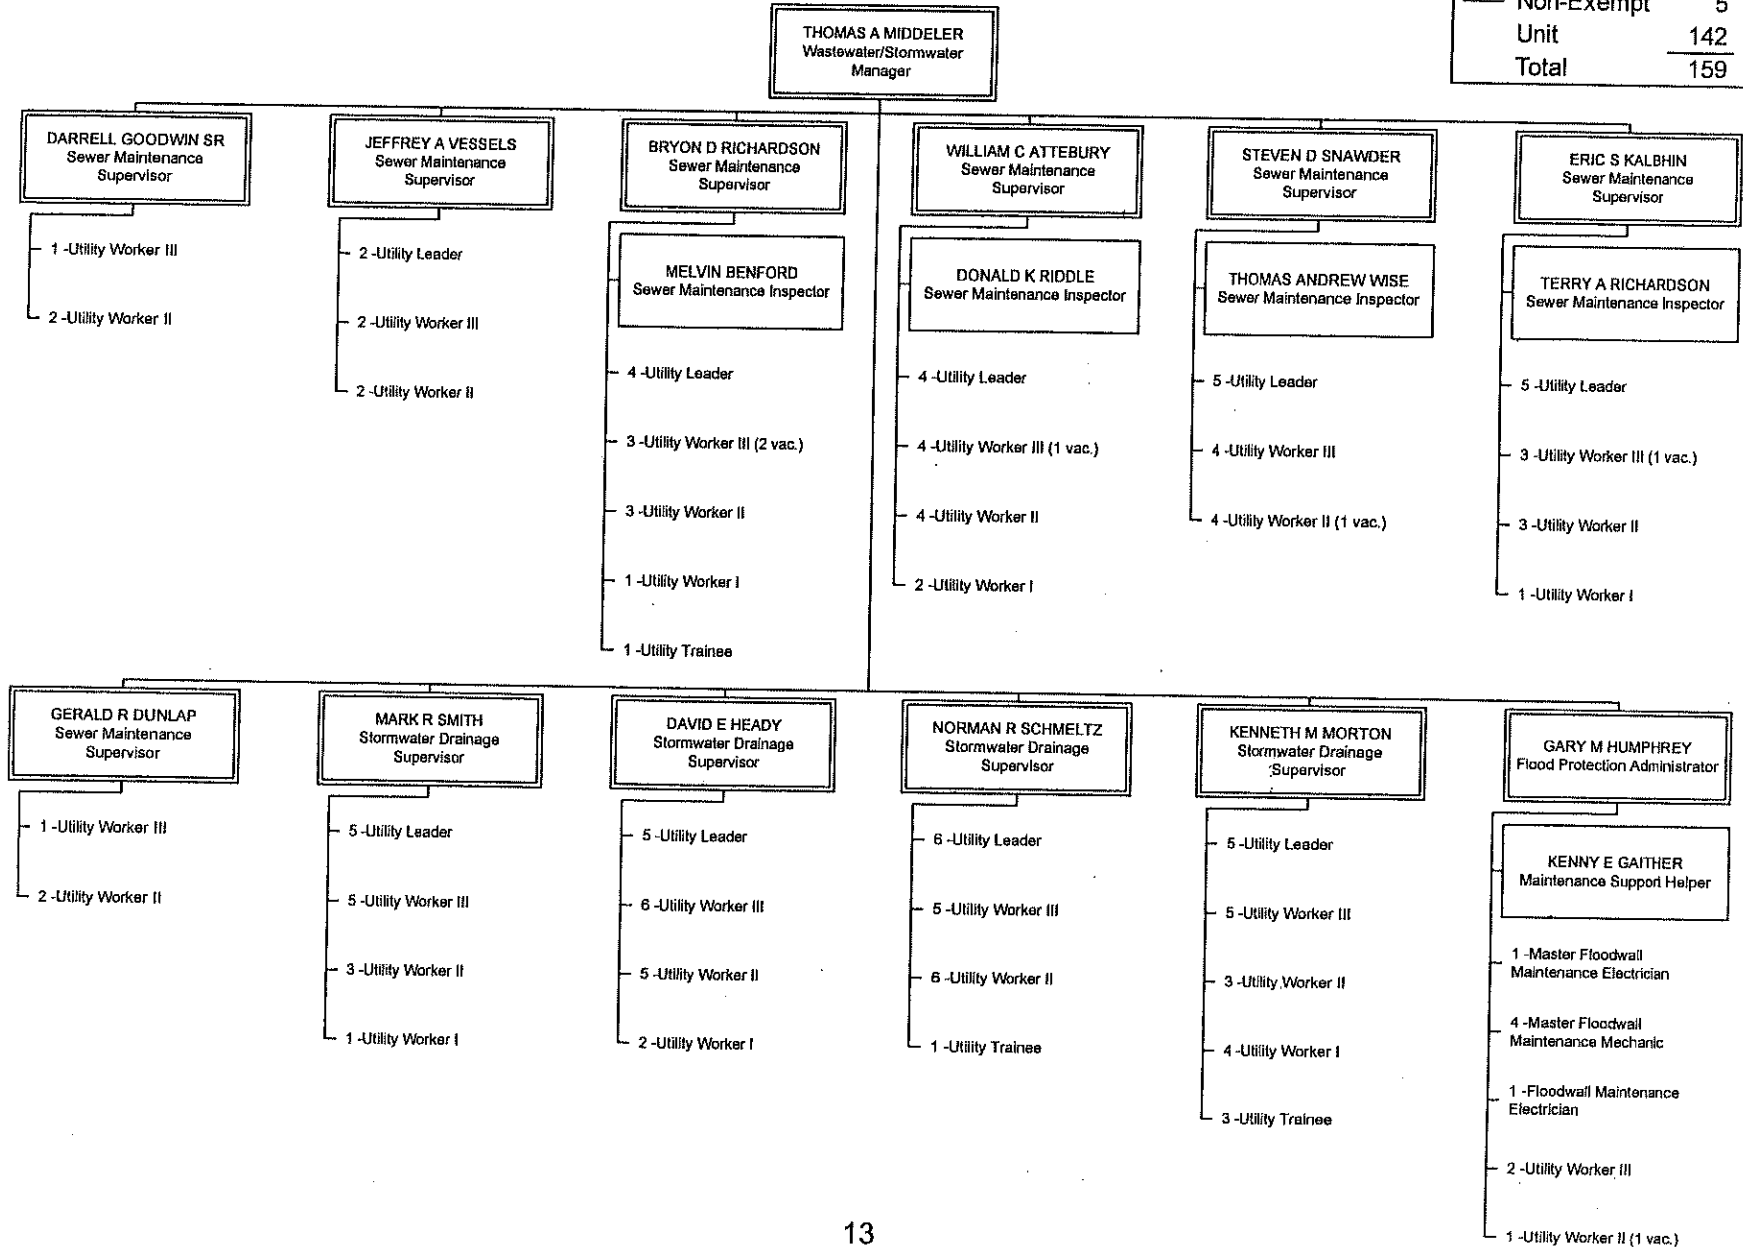 Non-Exempt 5
Unit 142
Total 159
THOMAS A MIDDELER
Wastewater/Stormwater
Manager
DARRELL GOODWIN SR
Sewer Maintenance
Supervisor
1 -Utility Worker III
2 -Utility Worker II
JEFFREY A VESSELS
Sewer Maintenance
Supervisor
2 -Utility Leader
2 -Utility Worker III
2 -Utility Worker II
BRYON D RICHARDSON
Sewer Maintenance
Supervisor
MELVIN BENFORD
Sewer Maintenance Inspector
4 -Utility Leader
3 -Utility Worker III (2 vac.)
3 -Utility Worker II
1 -Utility Worker I
1 -Utility Trainee
WILLIAM C ATTEBURY
Sewer Maintenance
Supervisor
DONALD K RIDDLE
Sewer Maintenance Inspector
4 -Utility Leader
4 -Utility Worker III (1 vac.)
4 -Utility Worker II
2 -Utility Worker I
STEVEN D SNAWDER
Sewer Maintenance
Supervisor
THOMAS ANDREW WISE
Sewer Maintenance Inspector
5 -Utility Leader
4 -Utility Worker III
4 -Utility Worker II (1 vac.)
ERIC S KALBHIN
Sewer Maintenance
Supervisor
TERRY A RICHARDSON
Sewer Maintenance Inspector
5 -Utility Leader
3 -Utility Worker III (1 vac.)
3 -Utility Worker II
1 -Utility Worker I
GERALD R DUNLAP
Sewer Maintenance
Supervisor
1 -Utility Worker III
2 -Utility Worker II
MARK R SMITH
Stormwater Drainage
Supervisor
5 -Utility Leader
5 -Utility Worker III
3 -Utility Worker II
1 -Utility Worker I
DAVID E HEADY
Stormwater Drainage
Supervisor
5 -Utility Leader
6 -Utility Worker III
5 -Utility Worker II
2 -Utility Worker I
NORMAN R SCHMELTZ
Stormwater Drainage
Supervisor
6 -Utility Leader
5 -Utility Worker III
6 -Utility Worker II
1 -Utility Trainee
KENNETH M MORTON
Stormwater Drainage
Supervisor
5 -Utility Leader
5 -Utility Worker III
3 -Utility Worker II
4 -Utility Worker I
3 -Utility Trainee
GARY M HUMPHREY
Flood Protection Administrator
KENNY E GAITHER
Maintenance Support Helper
1 -Master Floodwall
Maintenance Electrician
4 -Master Floodwall
Maintenance Mechanic
1 -Floodwall Maintenance
Electrician
2 -Utility Worker III
1 -Utility Worker II (1 vac.)
13